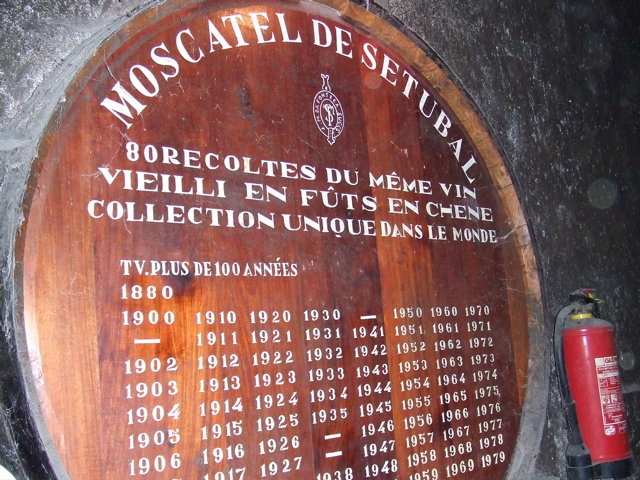 MOSCATEL DE SETUBAL
80 RECOLTES DU MÊME VIN
VIEILLI EN FÛTS EN CHENE
COLLECTION UNIQUE DANS LE MONDE
TV. PLUS DE 100 ANNÉES
1880
1900 1910 1920 1930 — 1950 1960 1970
— 1911 1921 1931 1941 1951 1961 1971
1902 1912 1922 1932 1942 1952 1962 1972
1903 1913 1923 1933 1943 1953 1963 1973
1904 1914 1924 1934 1944 1954 1964 1974
1905 1915 1925 1935 1945 1955 1965 1975
1906 1916 1926 — 1946 1956 1966 1976
1917 1927 — 1947 1957 1967 1977
1938 1948 1958 1968 1978
1959 1969 1979